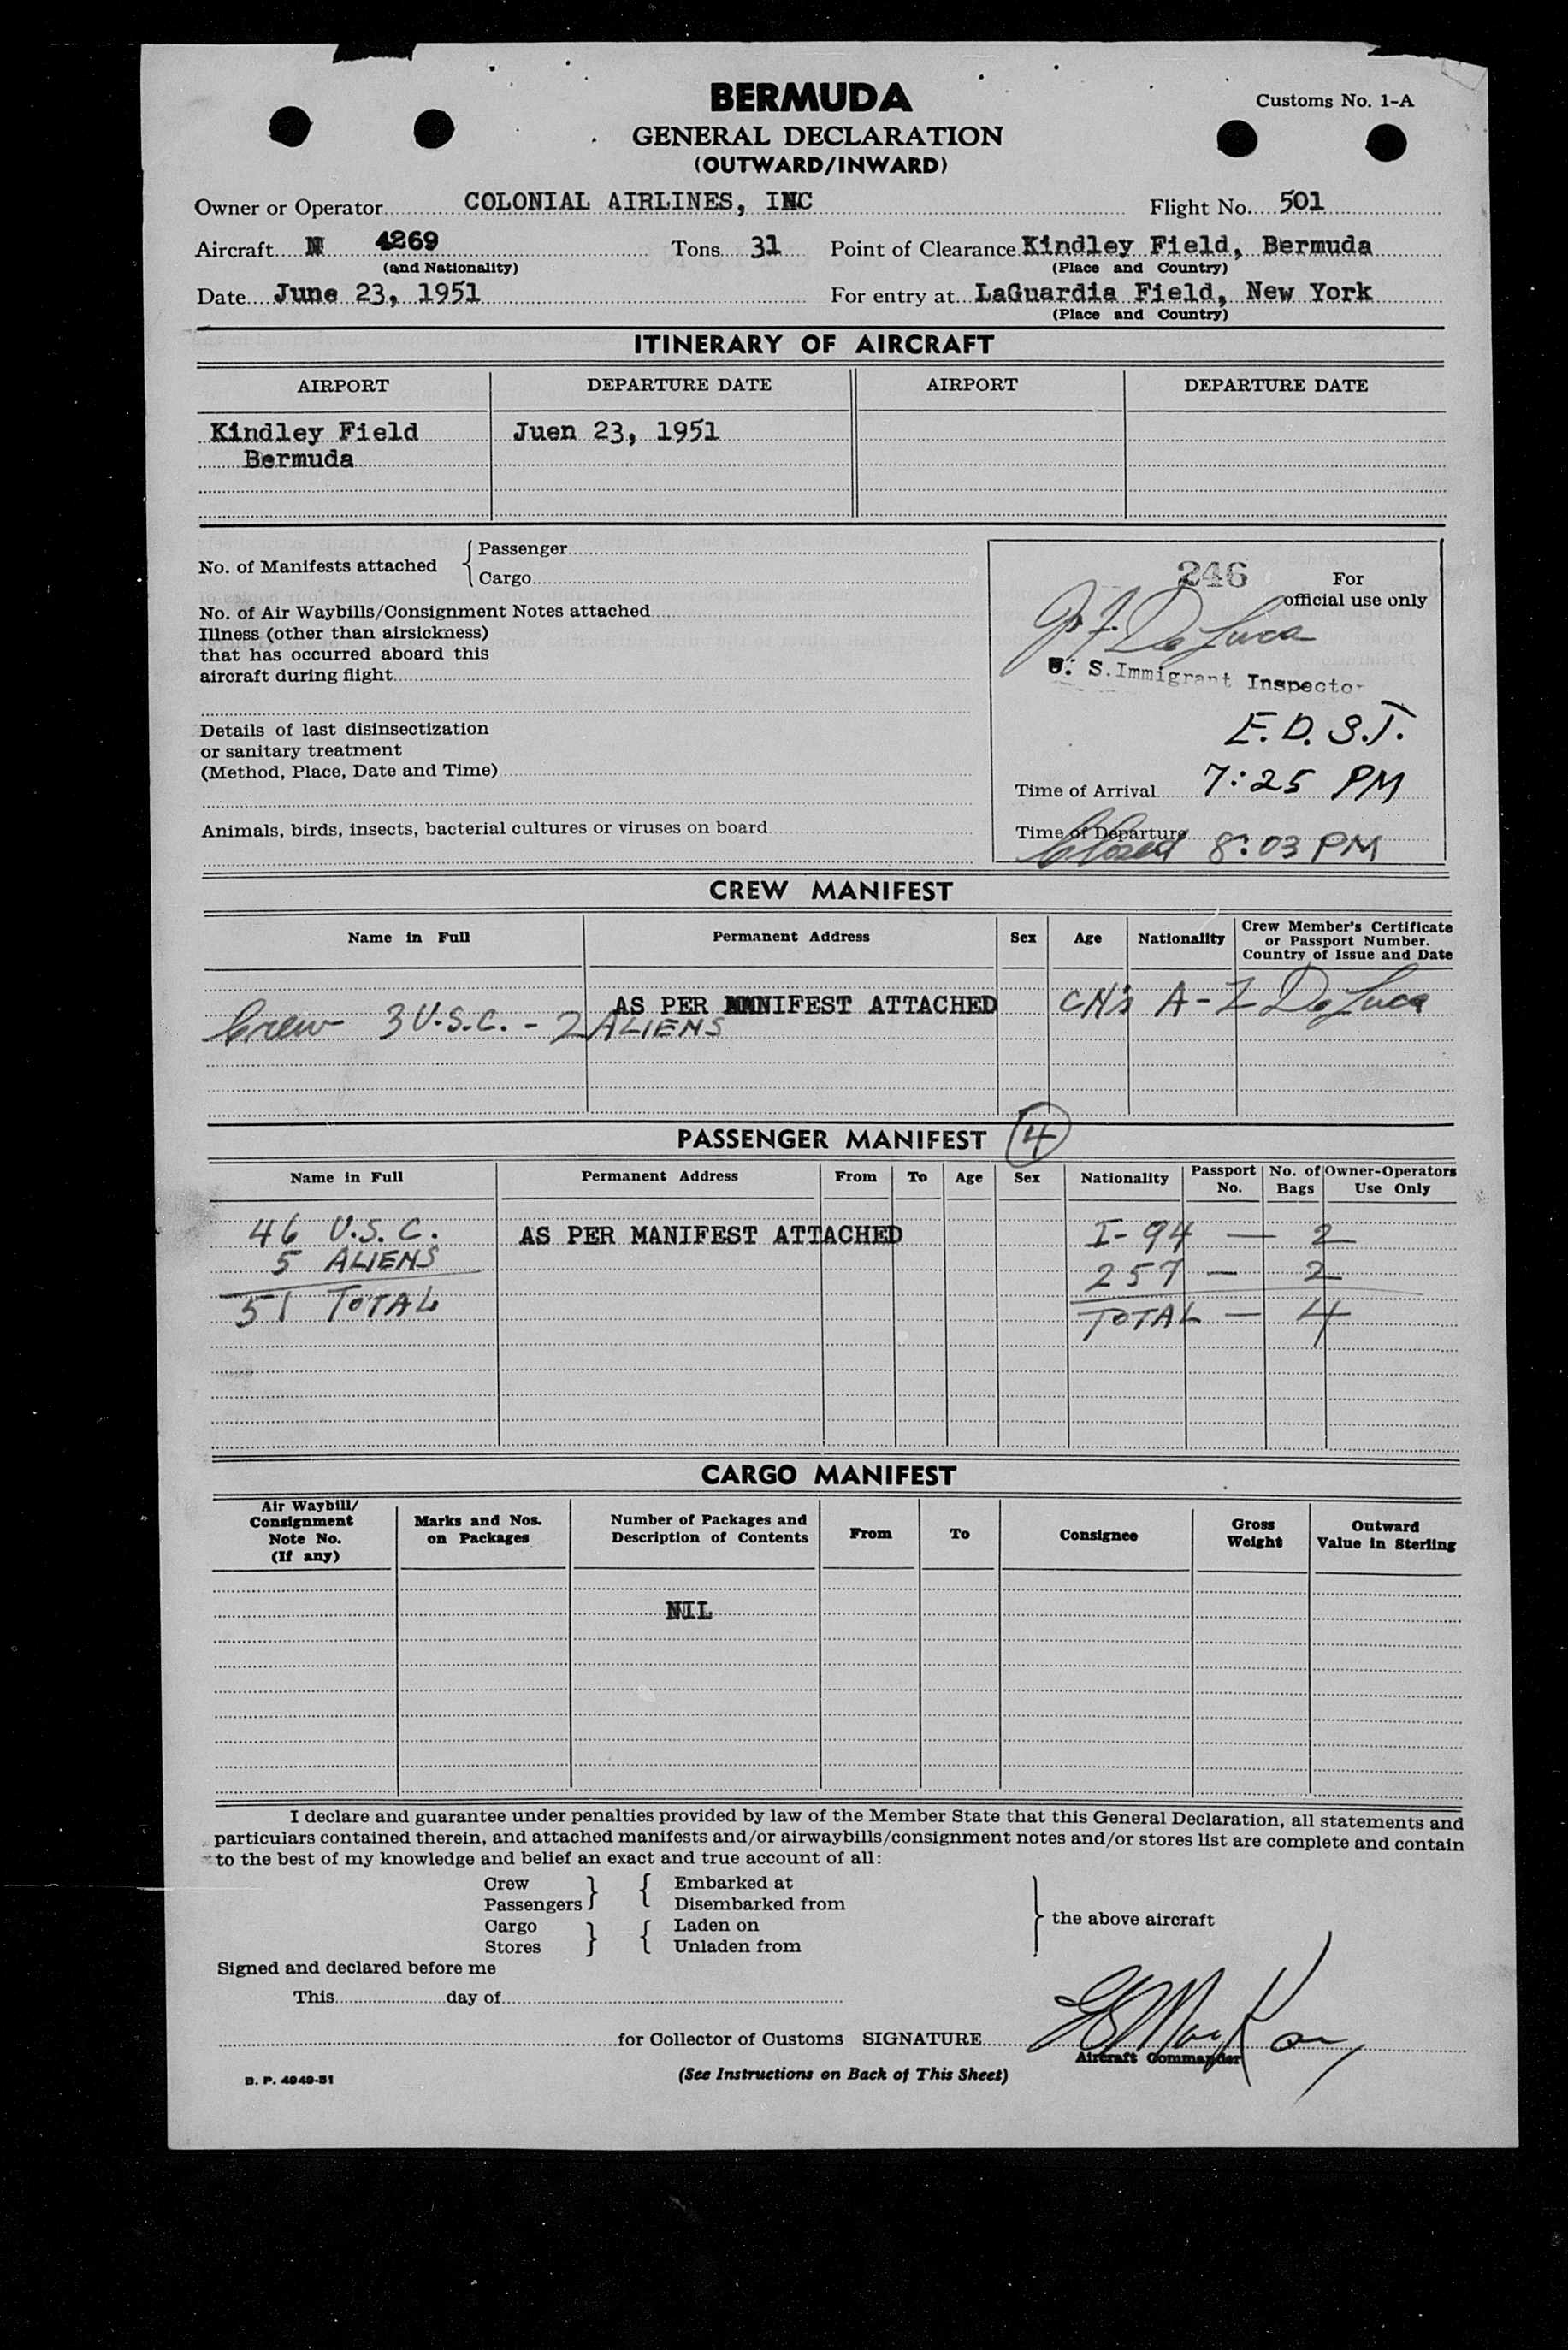 BERMUDA
Customs No. 1-A
GENERAL DECLARATION
(OUTWARD/INWARD)
Owner or Operator COLONIAL AIRLINES, INC Flight No. 501
Aircraft N 4269 Tons 31 Point of Clearance Kindley Field, Bermuda
(and Nationality) (Place and Country)
Date June 23, 1951 For entry at LaGuardia Field, New York
(Place and Country)
ITINERARY OF AIRCRAFT
AIRPORT DEPARTURE DATE AIRPORT DEPARTURE DATE
Kindley Field Juen 23, 1951
Bermuda
No. of Manifests attached { Passenger
Cargo
No. of Air Waybills/Consignment Notes attached
Illness (other than airsickness)
that has occurred aboard this
aircraft during flight
Details of last disinsectization
or sanitary treatment
(Method, Place, Date and Time)
Animals, birds, insects, bacterial cultures or viruses on board
246 For
official use only
De Luca
U. S. Immigrant Inspector
E.D.S.T.
Time of Arrival 7:25 PM
Time of Departure
Closed 8:03 PM
CREW MANIFEST
Name in Full Permanent Address Sex Age Nationality Crew Member's Certificate
or Passport Number.
Country of Issue and Date
AS PER MANIFEST ATTACHED A-Z De Luca
Crew 3 U.S.C. - 2 ALIENS
PASSENGER MANIFEST 4
Name in Full Permanent Address From To Age Sex Nationality Passport No. No. of Bags Owner-Operators Use Only
46 U.S.C. AS PER MANIFEST ATTACHED I-94 — 2
5 ALIENS 257 — 2
51 TOTAL TOTAL — 4
CARGO MANIFEST
Air Waybill/ Consignment Note No. (If any) Marks and Nos. on Packages Number of Packages and Description of Contents From To Consignee Gross Weight Outward Value in Sterling
NIL
I declare and guarantee under penalties provided by law of the Member State that this General Declaration, all statements and
particulars contained therein, and attached manifests and/or airwaybills/consignment notes and/or stores list are complete and contain
to the best of my knowledge and belief an exact and true account of all:
Crew Embarked at
Passengers } { Disembarked from
Cargo Laden on } the above aircraft
Stores } { Unladen from
Signed and declared before me
This day of
for Collector of Customs SIGNATURE
Aircraft Commander
B. P. 4949-51 (See Instructions on Back of This Sheet)